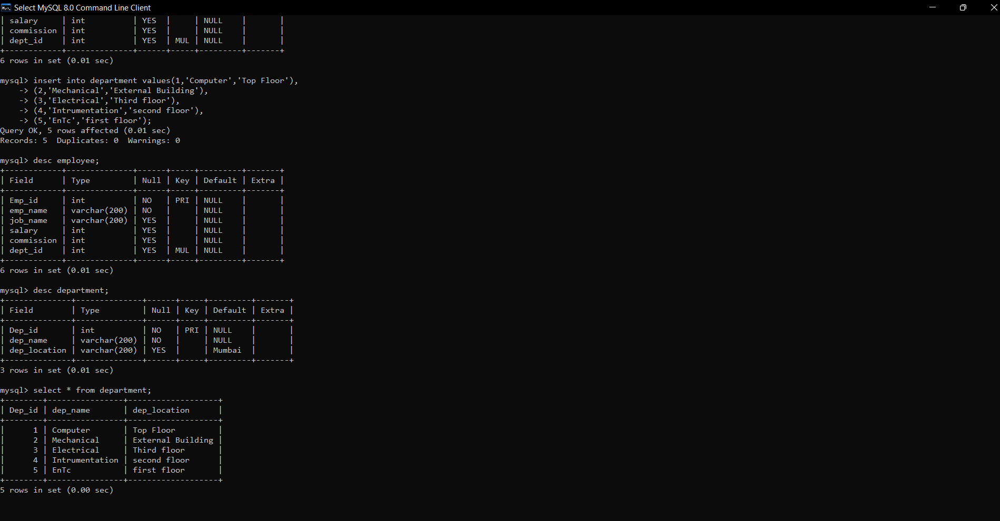 Select MySQL 8.0 Command Line Client
| salary     | int          | YES  |     | NULL    |       |
| commission | int          | YES  |     | NULL    |       |
| dept_id    | int          | YES  | MUL | NULL    |       |
+------------+--------------+------+-----+---------+-------+
6 rows in set (0.01 sec)
mysql> insert into department values(1,'Computer','Top Floor'),
    -> (2,'Mechanical','External Building'),
    -> (3,'Electrical','Third floor'),
    -> (4,'Intrumentation','second floor'),
    -> (5,'EnTc','first floor');
Query OK, 5 rows affected (0.01 sec)
Records: 5  Duplicates: 0  Warnings: 0
mysql> desc employee;
+------------+--------------+------+-----+---------+-------+
| Field      | Type         | Null | Key | Default | Extra |
+------------+--------------+------+-----+---------+-------+
| Emp_id     | int          | NO   | PRI | NULL    |       |
| emp_name   | varchar(200) | NO   |     | NULL    |       |
| job_name   | varchar(200) | YES  |     | NULL    |       |
| salary     | int          | YES  |     | NULL    |       |
| commission | int          | YES  |     | NULL    |       |
| dept_id    | int          | YES  | MUL | NULL    |       |
+------------+--------------+------+-----+---------+-------+
6 rows in set (0.01 sec)
mysql> desc department;
+--------------+--------------+------+-----+---------+-------+
| Field        | Type         | Null | Key | Default | Extra |
+--------------+--------------+------+-----+---------+-------+
| Dep_id       | int          | NO   | PRI | NULL    |       |
| dep_name     | varchar(200) | NO   |     | NULL    |       |
| dep_location | varchar(200) | YES  |     | Mumbai  |       |
+--------------+--------------+------+-----+---------+-------+
3 rows in set (0.01 sec)
mysql> select * from department;
+--------+----------------+-------------------+
| Dep_id | dep_name       | dep_location      |
+--------+----------------+-------------------+
|      1 | Computer       | Top Floor         |
|      2 | Mechanical     | External Building |
|      3 | Electrical     | Third floor       |
|      4 | Intrumentation | second floor      |
|      5 | EnTc           | first floor       |
+--------+----------------+-------------------+
5 rows in set (0.00 sec)